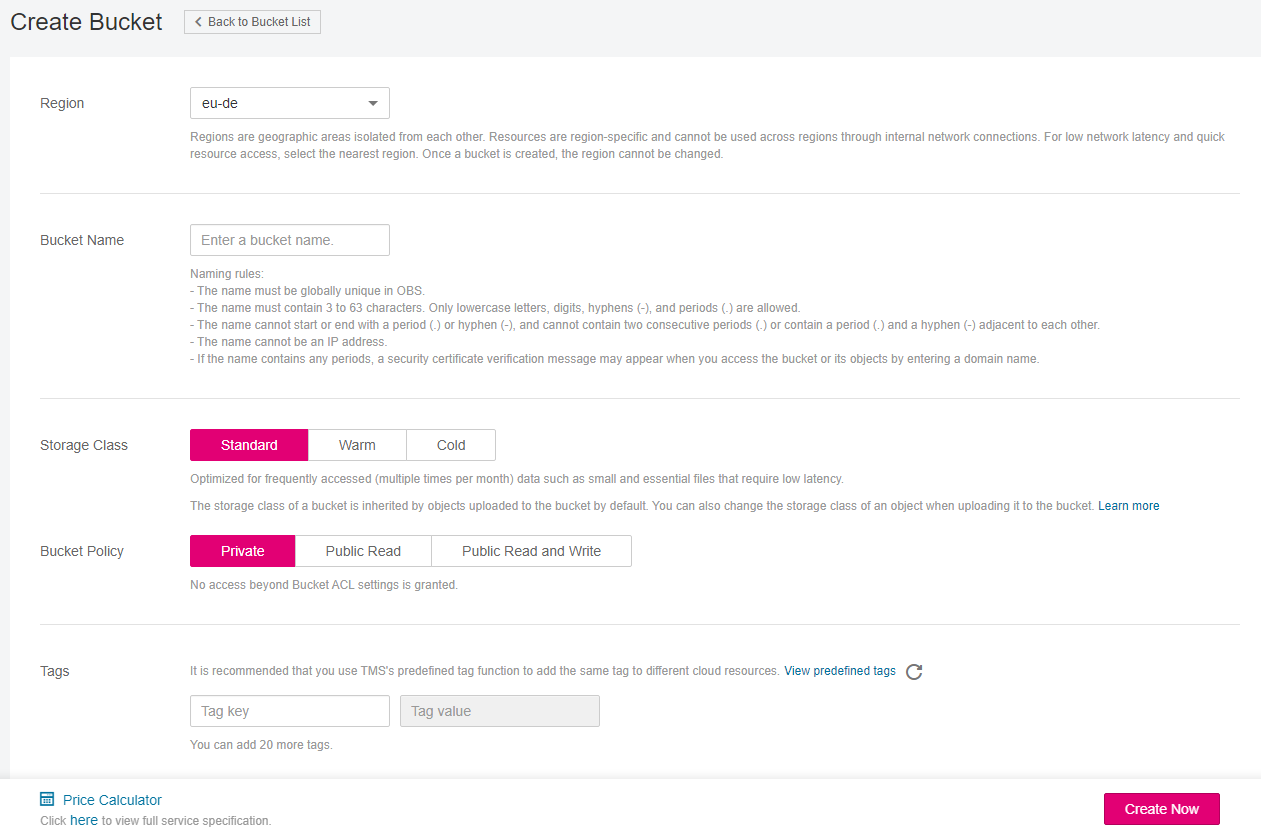 Create Bucket
Back to Bucket List
Region
eu-de
Regions are geographic areas isolated from each other. Resources are region-specific and cannot be used across regions through internal network connections. For low network latency and quick
resource access, select the nearest region. Once a bucket is created, the region cannot be changed.
Bucket Name
Enter a bucket name.
Naming rules:
- The name must be globally unique in OBS.
- The name must contain 3 to 63 characters. Only lowercase letters, digits, hyphens (-), and periods (.) are allowed.
- The name cannot start or end with a period (.) or hyphen (-), and cannot contain two consecutive periods (.) or contain a period (.) and a hyphen (-) adjacent to each other.
- The name cannot be an IP address.
- If the name contains any periods, a security certificate verification message may appear when you access the bucket or its objects by entering a domain name.
Storage Class
Standard
Warm
Cold
Optimized for frequently accessed (multiple times per month) data such as small and essential files that require low latency.
The storage class of a bucket is inherited by objects uploaded to the bucket by default. You can also change the storage class of an object when uploading it to the bucket. Learn more
Bucket Policy
Private
Public Read
Public Read and Write
No access beyond Bucket ACL settings is granted.
Tags
It is recommended that you use TMS's predefined tag function to add the same tag to different cloud resources. View predefined tags
Tag key
Tag value
You can add 20 more tags.
Price Calculator
Click here to view full service specification.
Create Now